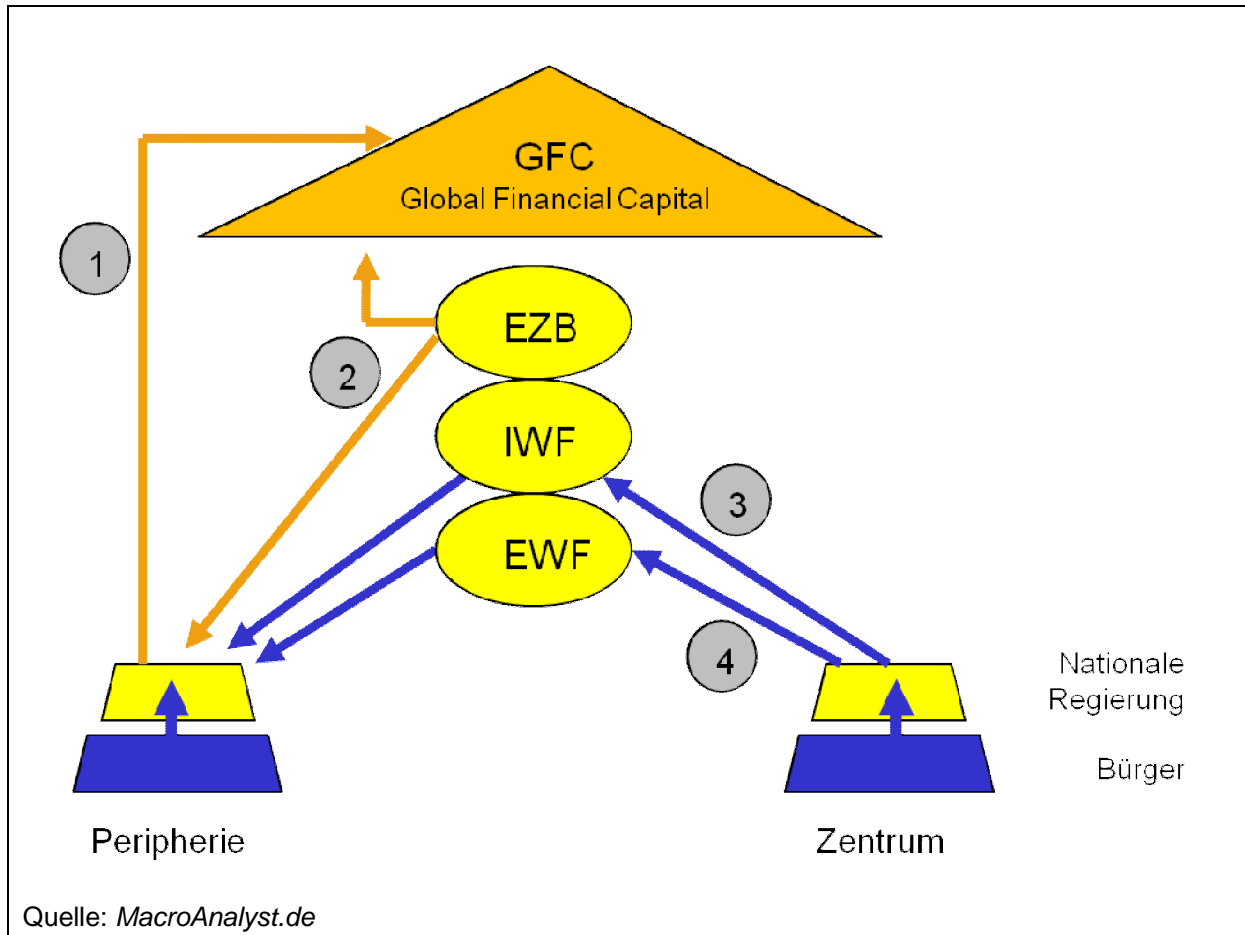 GFC
Global Financial Capital
1
EZB
2
IWF
3
EWF
4
Nationale
Regierung
Bürger
Peripherie
Zentrum
Quelle: MacroAnalyst.de